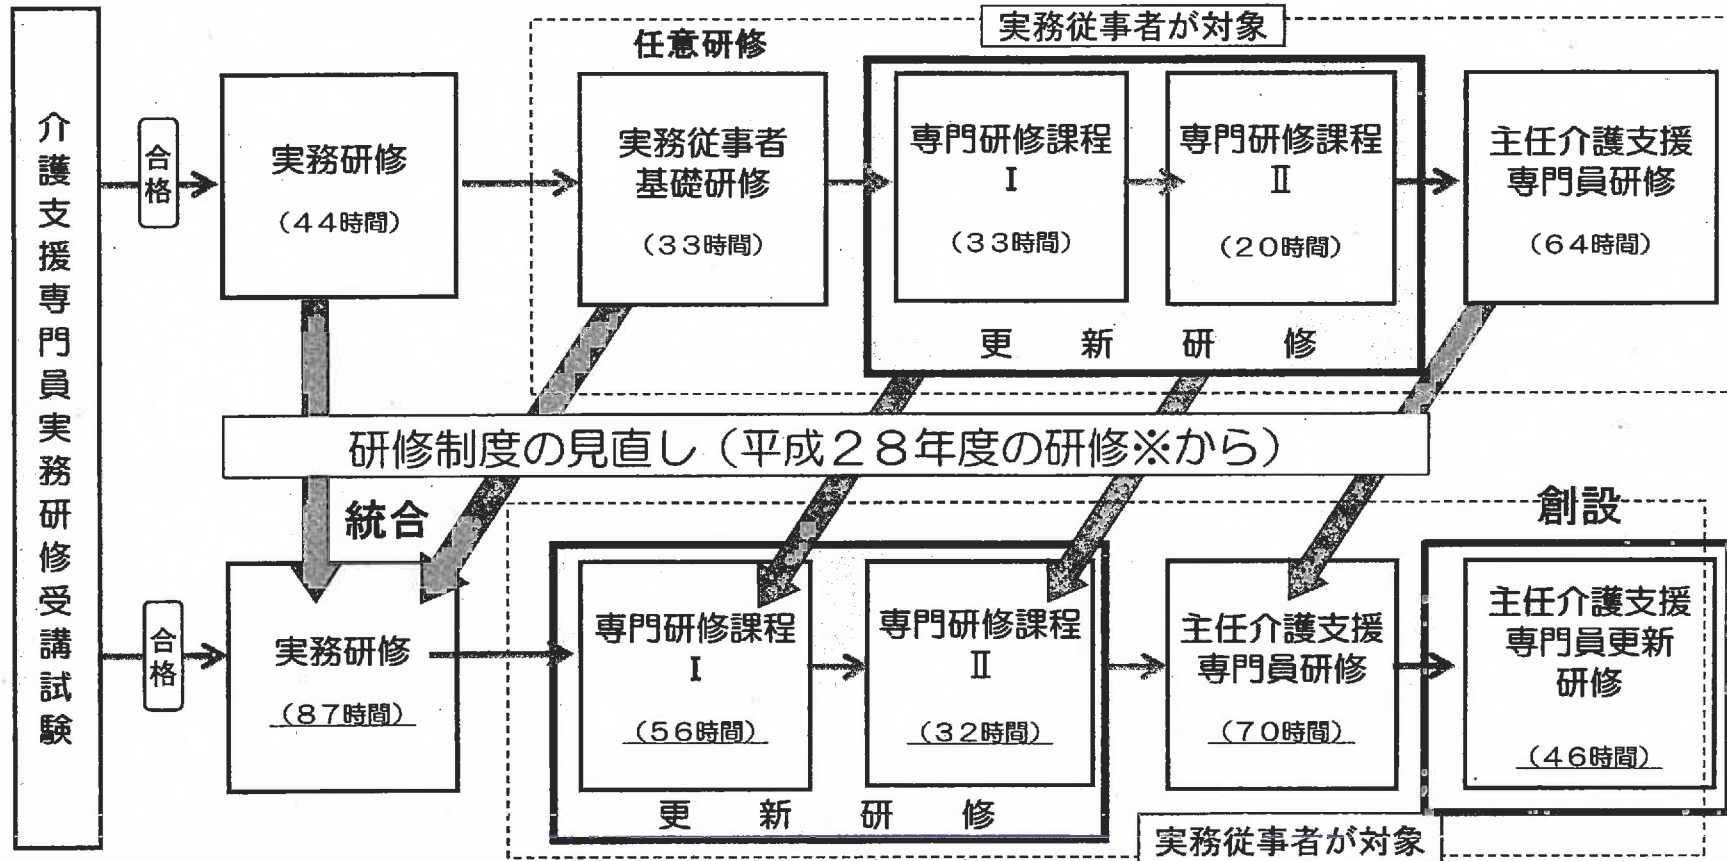 介護支援専門員実務研修受講試験
実務従事者が対象
任意研修
合格
実務研修
（44時間）
実務従事者
基礎研修
（33時間）
専門研修課程
Ⅰ
（33時間）
専門研修課程
Ⅱ
（20時間）
主任介護支援
専門員研修
（64時間）
更新研修
研修制度の見直し（平成２８年度の研修※から）
統合
創設
合格
実務研修
（87時間）
専門研修課程
Ⅰ
（56時間）
専門研修課程
Ⅱ
（32時間）
主任介護支援
専門員研修
（70時間）
主任介護支援
専門員更新
研修
（46時間）
更新研修
実務従事者が対象